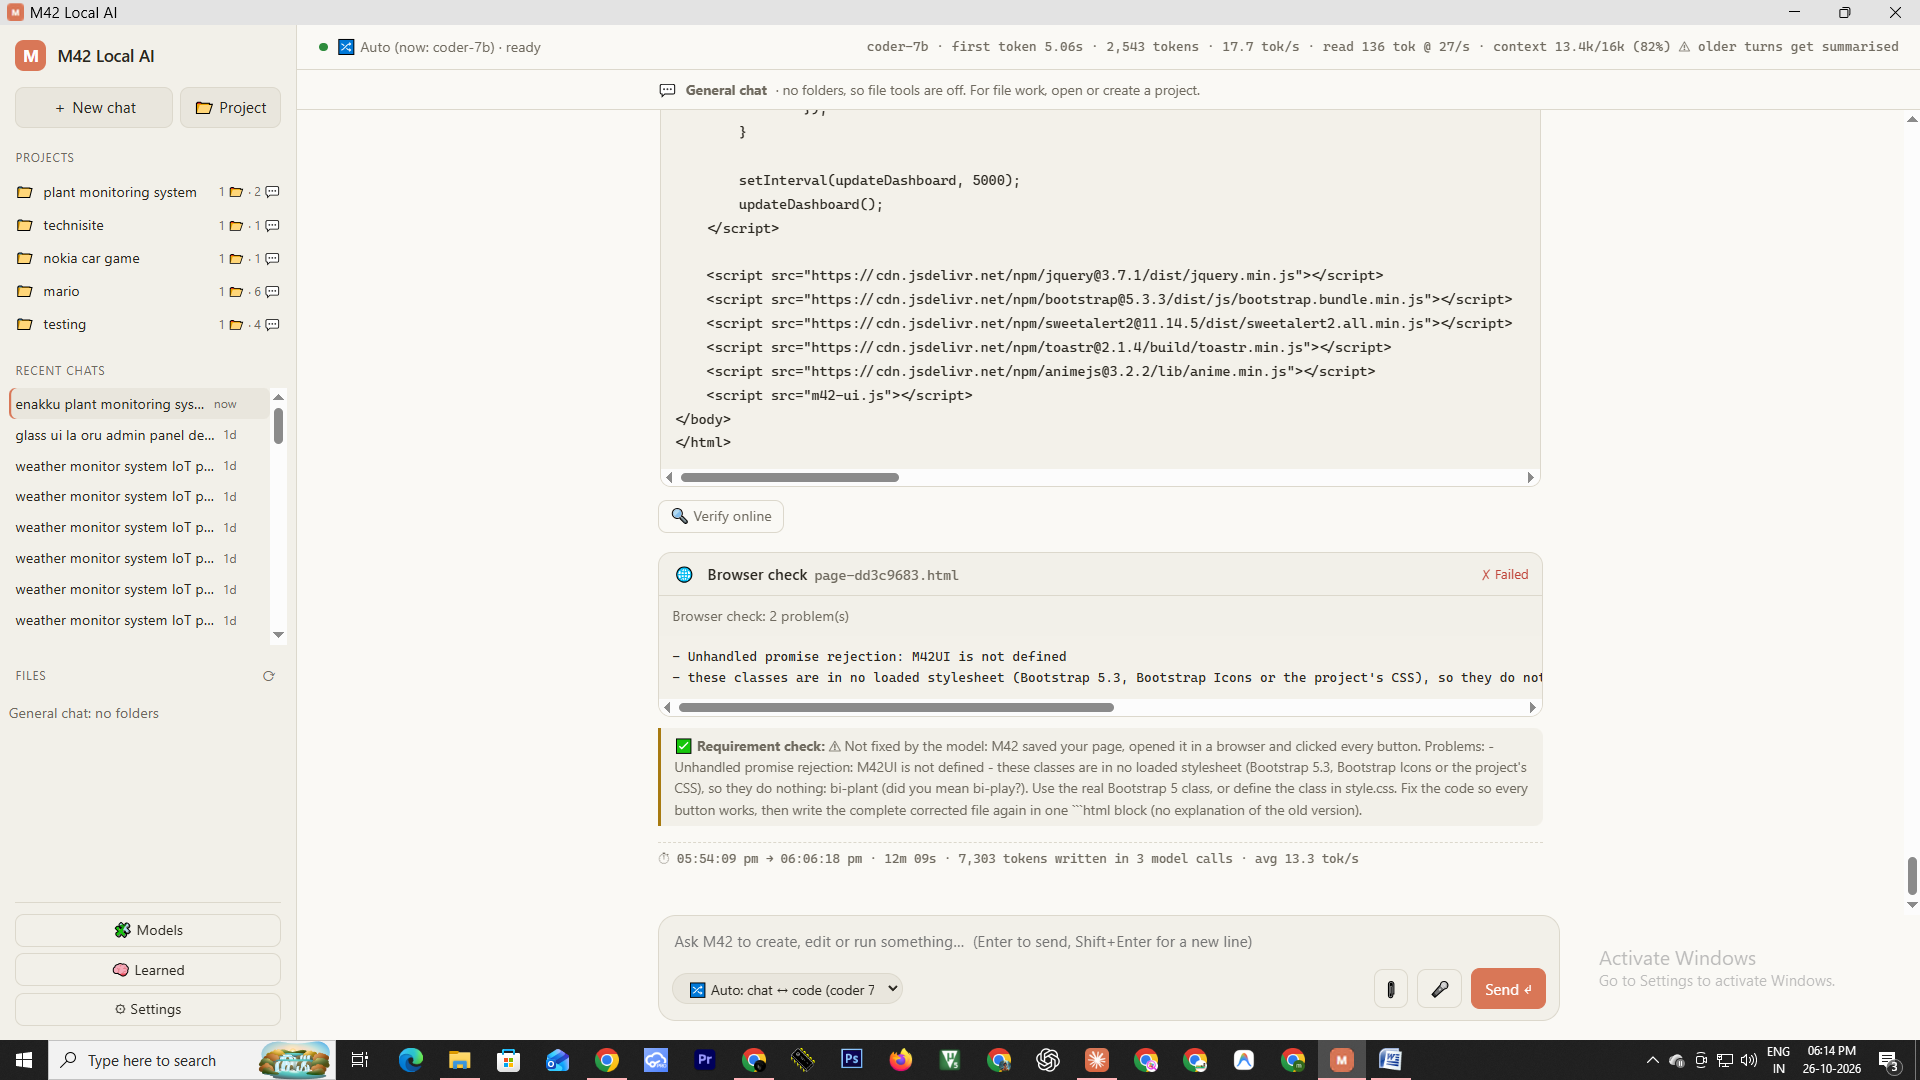 M42 Local AI
M M42 Local AI
+ New chat
Project
PROJECTS
plant monitoring system 1 · 2
technisite 1 · 1
nokia car game 1 · 1
mario 1 · 6
testing 1 · 4
RECENT CHATS
enakku plant monitoring sys... now
glass ui la oru admin panel de... 1d
weather monitor system IoT p... 1d
weather monitor system IoT p... 1d
weather monitor system IoT p... 1d
weather monitor system IoT p... 1d
weather monitor system IoT p... 1d
weather monitor system IoT p... 1d
FILES
General chat: no folders
Models
Learned
Settings
Auto (now: coder-7b) · ready
coder-7b · first token 5.06s · 2,543 tokens · 17.7 tok/s · read 136 tok @ 27/s · context 13.4k/16k (82%) ⚠ older turns get summarised
General chat · no folders, so file tools are off. For file work, open or create a project.
}
setInterval(updateDashboard, 5000);
updateDashboard();
</script>
<script src="https://cdn.jsdelivr.net/npm/jquery@3.7.1/dist/jquery.min.js"></script>
<script src="https://cdn.jsdelivr.net/npm/bootstrap@5.3.3/dist/js/bootstrap.bundle.min.js"></script>
<script src="https://cdn.jsdelivr.net/npm/sweetalert2@11.14.5/dist/sweetalert2.all.min.js"></script>
<script src="https://cdn.jsdelivr.net/npm/toastr@2.1.4/build/toastr.min.js"></script>
<script src="https://cdn.jsdelivr.net/npm/animejs@3.2.2/lib/anime.min.js"></script>
<script src="m42-ui.js"></script>
</body>
</html>
Verify online
Browser check page-dd3c9683.html ✗ Failed
Browser check: 2 problem(s)
- Unhandled promise rejection: M42UI is not defined
- these classes are in no loaded stylesheet (Bootstrap 5.3, Bootstrap Icons or the project's CSS), so they do not
✅ Requirement check: ⚠ Not fixed by the model: M42 saved your page, opened it in a browser and clicked every button. Problems: -
Unhandled promise rejection: M42UI is not defined - these classes are in no loaded stylesheet (Bootstrap 5.3, Bootstrap Icons or the project's
CSS), so they do nothing: bi-plant (did you mean bi-play?). Use the real Bootstrap 5 class, or define the class in style.css. Fix the code so every
button works, then write the complete corrected file again in one ```html block (no explanation of the old version).
05:54:09 pm → 06:06:18 pm · 12m 09s · 7,303 tokens written in 3 model calls · avg 13.3 tok/s
Ask M42 to create, edit or run something... (Enter to send, Shift+Enter for a new line)
Auto: chat ↔ code (coder 7
Send ↲
Activate Windows
Go to Settings to activate Windows.
Type here to search
ENG
IN
06:14 PM
26-10-2026
3